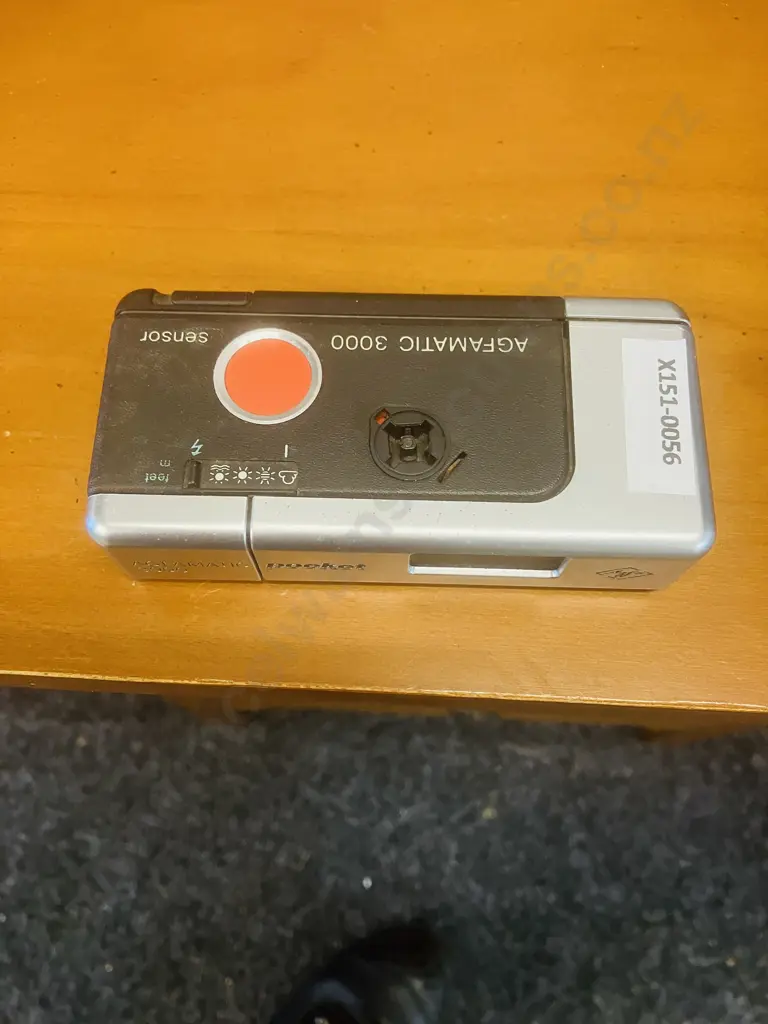 sensor
AGFAMATIC 3000
X151-0056
feet
m
pocket